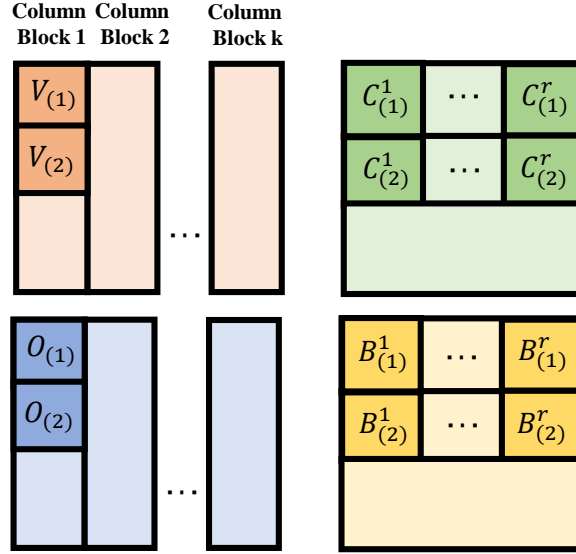 Column Block 1
Column Block 2
Column Block k
V_{(1)}
V_{(2)}
...
C^1_{(1)} ... C^r_{(1)}
C^1_{(2)} ... C^r_{(2)}
O_{(1)}
O_{(2)}
...
B^1_{(1)} ... B^r_{(1)}
B^1_{(2)} ... B^r_{(2)}